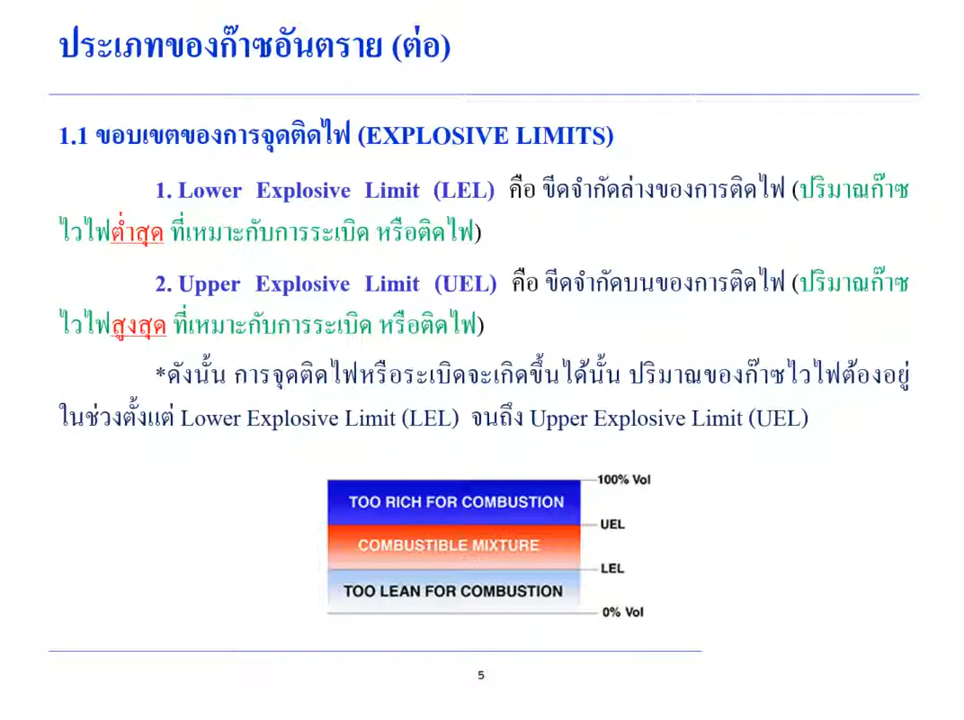 ประเภทของก๊าซอันตราย (ต่อ)
1.1 ขอบเขตของการจุดติดไฟ (EXPLOSIVE LIMITS)
1. Lower Explosive Limit (LEL) คือ ขีดจำกัดล่างของการติดไฟ (ปริมาณก๊าซ
ไวไฟต่ำสุด ที่เหมาะกับการระเบิด หรือติดไฟ)
2. Upper Explosive Limit (UEL) คือ ขีดจำกัดบนของการติดไฟ (ปริมาณก๊าซ
ไวไฟสูงสุด ที่เหมาะกับการระเบิด หรือติดไฟ)
*ดังนั้น การจุดติดไฟหรือระเบิดจะเกิดขึ้นได้นั้น ปริมาณของก๊าซไวไฟต้องอยู่
ในช่วงตั้งแต่ Lower Explosive Limit (LEL) จนถึง Upper Explosive Limit (UEL)
100% Vol
TOO RICH FOR COMBUSTION
UEL
COMBUSTIBLE MIXTURE
LEL
TOO LEAN FOR COMBUSTION
0% Vol
5